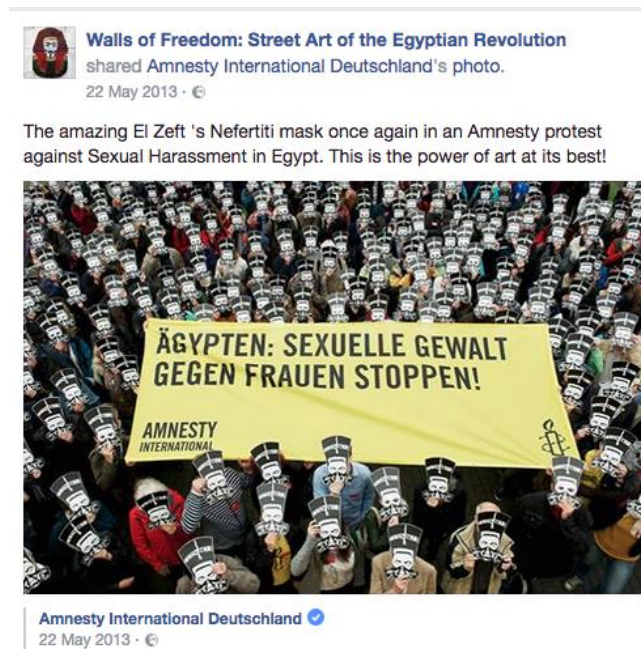 Walls of Freedom: Street Art of the Egyptian Revolution
shared Amnesty International Deutschland's photo.
22 May 2013 ·
The amazing El Zeft 's Nefertiti mask once again in an Amnesty protest
against Sexual Harassment in Egypt. This is the power of art at its best!
ÄGYPTEN: SEXUELLE GEWALT
GEGEN FRAUEN STOPPEN!
AMNESTY
INTERNATIONAL
Amnesty International Deutschland
22 May 2013 ·